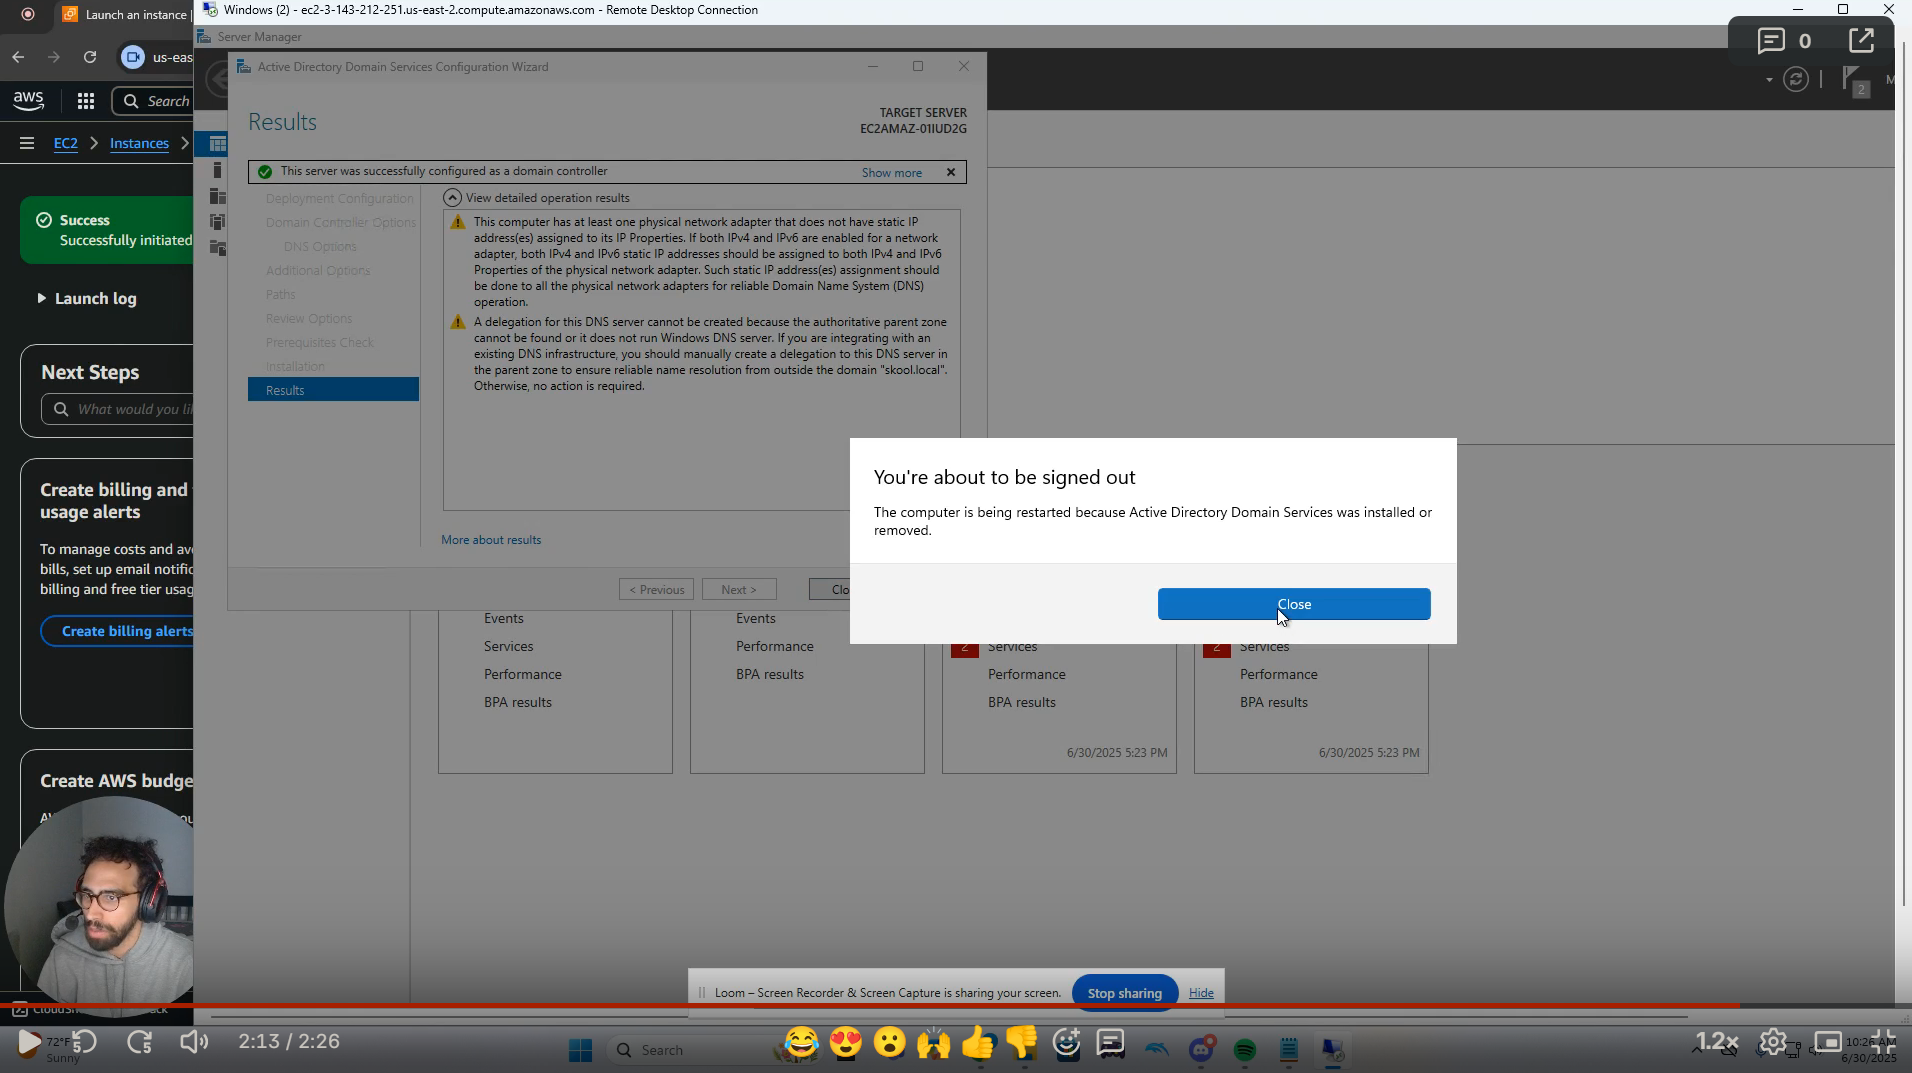 Launch an instance |
Windows (2) - ec2-3-143-212-251.us-east-2.compute.amazonaws.com - Remote Desktop Connection
Server Manager
0
us-eas
Active Directory Domain Services Configuration Wizard
aws
Search
2
M
Results
TARGET SERVER
EC2AMAZ-01IUD2G
EC2
Instances
This server was successfully configured as a domain controller
Show more
Deployment Configuration
Domain Controller Options
DNS Options
Additional Options
Paths
Review Options
Prerequisites Check
Installation
Results
View detailed operation results
This computer has at least one physical network adapter that does not have static IP
address(es) assigned to its IP Properties. If both IPv4 and IPv6 are enabled for a network
adapter, both IPv4 and IPv6 static IP addresses should be assigned to both IPv4 and IPv6
Properties of the physical network adapter. Such static IP address(es) assignment should
be done to all the physical network adapters for reliable Domain Name System (DNS)
operation.
A delegation for this DNS server cannot be created because the authoritative parent zone
cannot be found or it does not run Windows DNS server. If you are integrating with an
existing DNS infrastructure, you should manually create a delegation to this DNS server in
the parent zone to ensure reliable name resolution from outside the domain "skool.local".
Otherwise, no action is required.
More about results
< Previous
Next >
Clo
Success
Successfully initiated
Launch log
Next Steps
What would you li
Create billing and
usage alerts
To manage costs and av
bills, set up email notific
billing and free tier usag
Create billing alerts
Create AWS budge
You're about to be signed out
The computer is being restarted because Active Directory Domain Services was installed or
removed.
Close
Events
Services
Performance
BPA results
Events
Performance
BPA results
2
Services
Performance
BPA results
6/30/2025 5:23 PM
2
Services
Performance
BPA results
6/30/2025 5:23 PM
Loom – Screen Recorder & Screen Capture is sharing your screen.
Stop sharing
Hide
72°F
Sunny
5
5
2:13 / 2:26
Search
1.2x
10:26 AM
6/30/2025